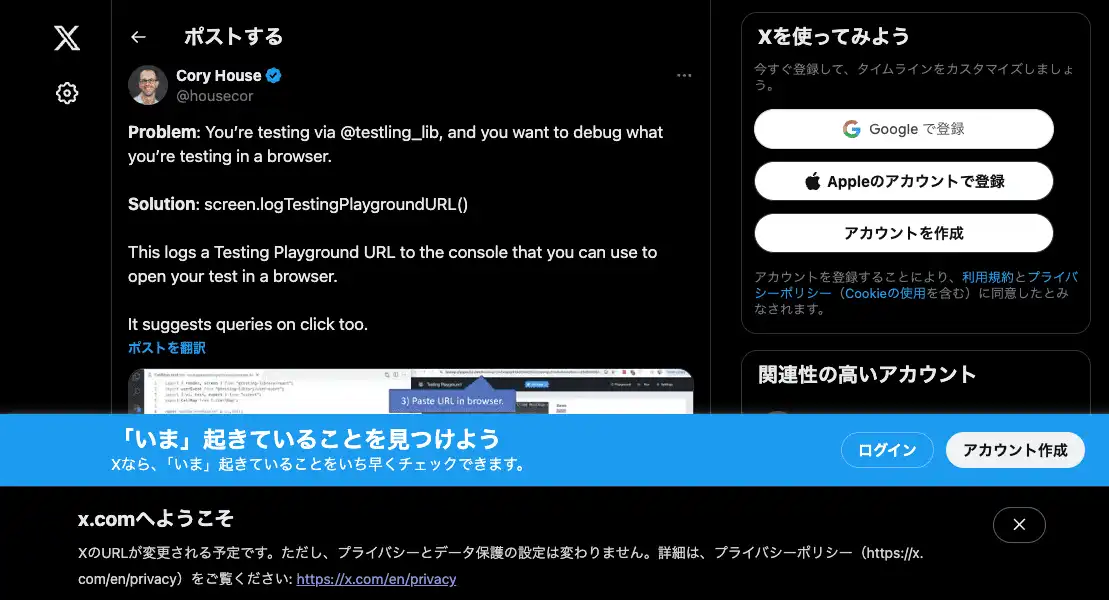 ポストする
Cory House
@housecor
Problem: You’re testing via @testling_lib, and you want to debug what
you’re testing in a browser.
Solution: screen.logTestingPlaygroundURL()
This logs a Testing Playground URL to the console that you can use to
open your test in a browser.
It suggests queries on click too.
ポストを翻訳
Testing Playground
3) Paste URL in browser.
Xを使ってみよう
今すぐ登録して、タイムラインをカスタマイズしましょ
う。
Google で登録
Appleのアカウントで登録
アカウントを作成
アカウントを登録することにより、利用規約とプライバ
シーポリシー（Cookieの使用を含む）に同意したとみ
なされます。
関連性の高いアカウント
「いま」起きていることを見つけよう
Xなら、「いま」起きていることをいち早くチェックできます。
ログイン
アカウント作成
x.comへようこそ
XのURLが変更される予定です。ただし、プライバシーとデータ保護の設定は変わりません。詳細は、プライバシーポリシー（https://x.
com/en/privacy）をご覧ください: https://x.com/en/privacy